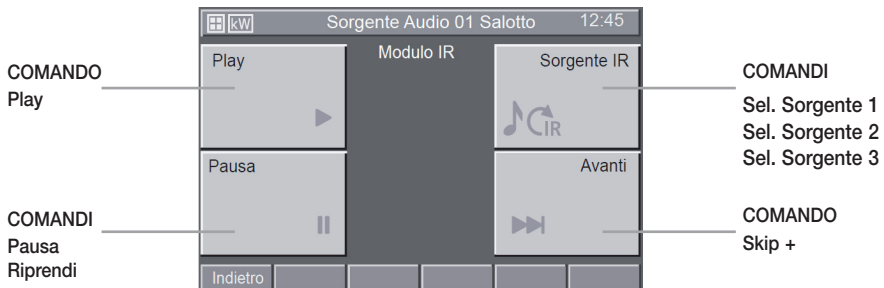 kW Sorgente Audio 01 Salotto 12:45
COMANDO
Play
Play
Modulo IR
Sorgente IR
IR
COMANDI
Sel. Sorgente 1
Sel. Sorgente 2
Sel. Sorgente 3
COMANDI
Pausa
Riprendi
Pausa
Avanti
COMANDO
Skip +
Indietro